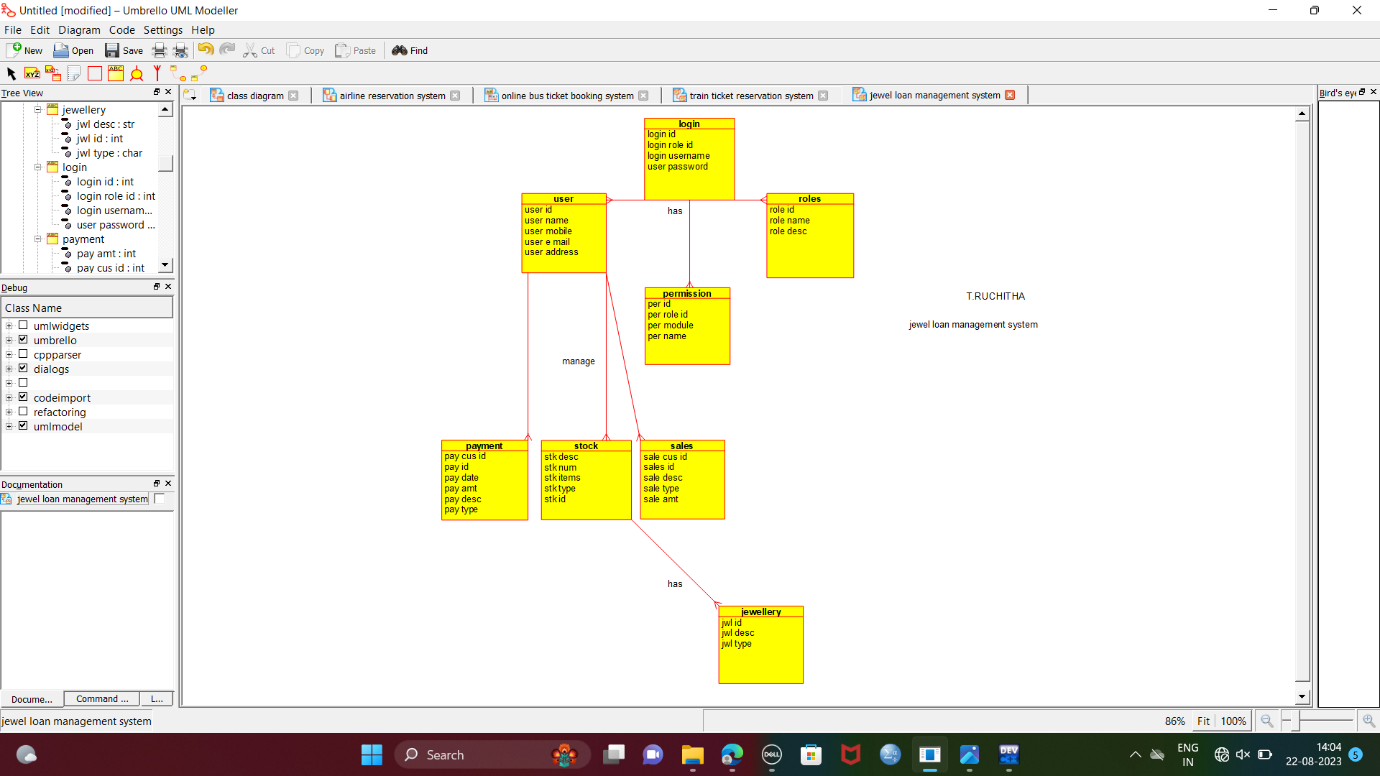 Untitled [modified] – Umbrello UML Modeller
File Edit Diagram Code Settings Help
New Open Save Cut Copy Paste Find
XYZ ABC
Tree View
class diagram airline reservation system online bus ticket booking system train ticket reservation system jewel loan management system
Bird's eye
jewellery
jwl desc : str
jwl id : int
jwl type : char
login
login id : int
login role id : int
login usernam...
user password ...
payment
pay amt : int
pay cus id : int
Debug
Class Name
umlwidgets
umbrello
cppparser
dialogs
codeimport
refactoring
umlmodel
Documentation
jewel loan management system
Docume... Command ... L...
login
login id
login role id
login username
user password
user
user id
user name
user mobile
user e mail
user address
has
roles
role id
role name
role desc
permission
per id
per role id
per module
per name
T.RUCHITHA
jewel loan management system
manage
payment
pay cus id
pay id
pay date
pay amt
pay desc
pay type
stock
stk desc
stk num
stk items
stk type
stk id
sales
sale cus id
sales id
sale desc
sale type
sale amt
has
jewellery
jwl id
jwl desc
jwl type
jewel loan management system
86% Fit 100%
Search
DELL
DEV
ENG
IN
14:04
22-08-2023
5